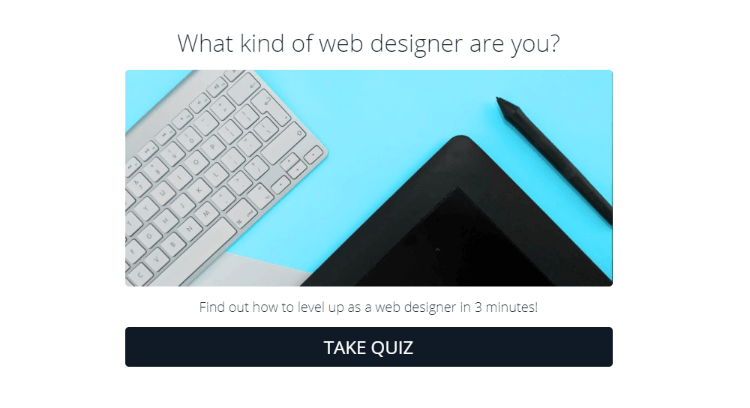 What kind of web designer are you?
Find out how to level up as a web designer in 3 minutes!
TAKE QUIZ